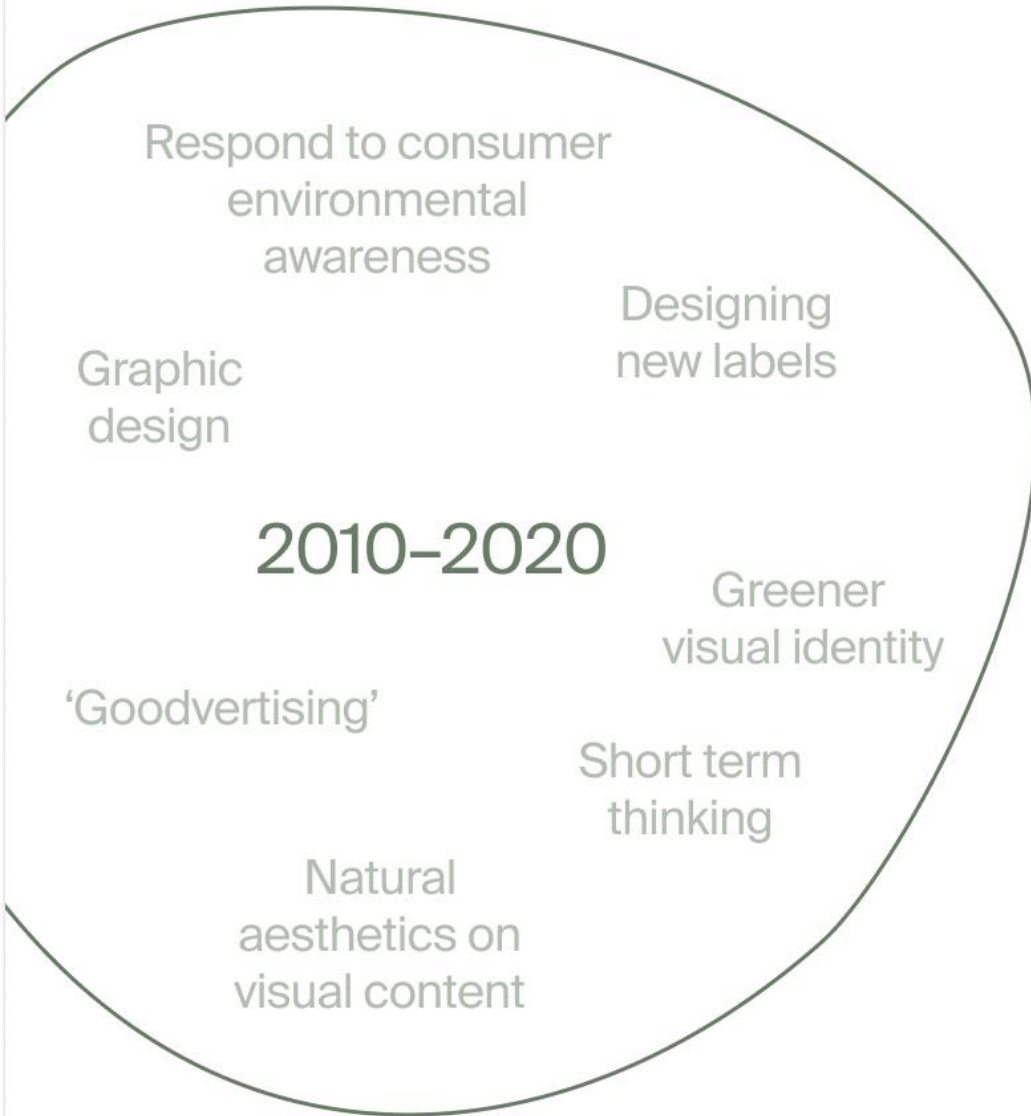 Respond to consumer
environmental
awareness
Designing
new labels
Graphic
design
2010–2020
Greener
visual identity
‘Goodvertising’
Short term
thinking
Natural
aesthetics on
visual content